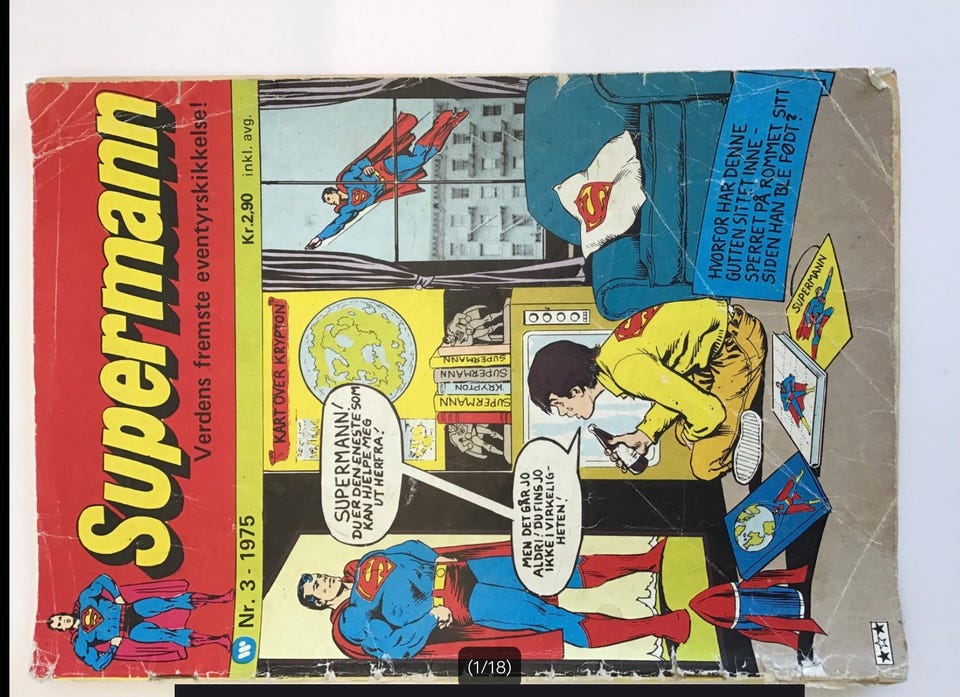 Supermann
Verdens fremste eventyrskikkelse!
Nr. 3 - 1975
Kr.2,90 inkl. avg.
KART OVER KRYPTON
SUPERMANN!
DU ER DEN ENESTE SOM
KAN HJELPE MEG
UT HERFRA!
MEN DET GÅR JO
ALDRI! DU FINS JO
IKKE I VIRKELIG-
HETEN!
SUPERMANN
KRYPTON
SUPERMANN
SUPERMANN
HVORFOR HAR DENNE
GUTTEN SITTET INNE-
SPERRET PÅ ROMMET SITT
SIDEN HAN BLE FØDT?
SUPERMANN
(1/18)